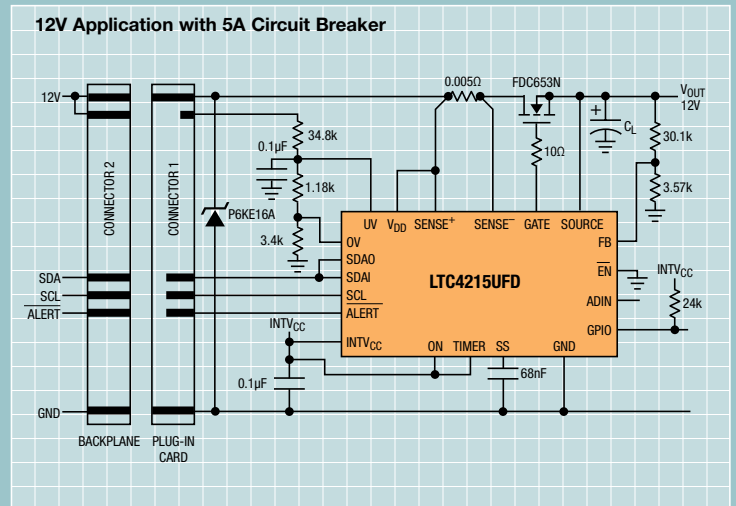 12V Application with 5A Circuit Breaker
0.005Ω
FDC653N
12V
VOUT
12V
34.8k
+
CL
30.1k
0.1µF
10Ω
CONNECTOR 2
CONNECTOR 1
1.18k
3.57k
P6KE16A
UV
VDD
SENSE+
SENSE−
GATE
SOURCE
3.4k
OV
FB
SDAO
INTVCC
SDA
SDAI
LTC4215UFD
EN
SCL
SCL
ADIN
24k
ALERT
ALERT
INTVCC
GPIO
INTVCC
ON
TIMER
SS
GND
0.1µF
68nF
GND
BACKPLANE
PLUG-IN
CARD